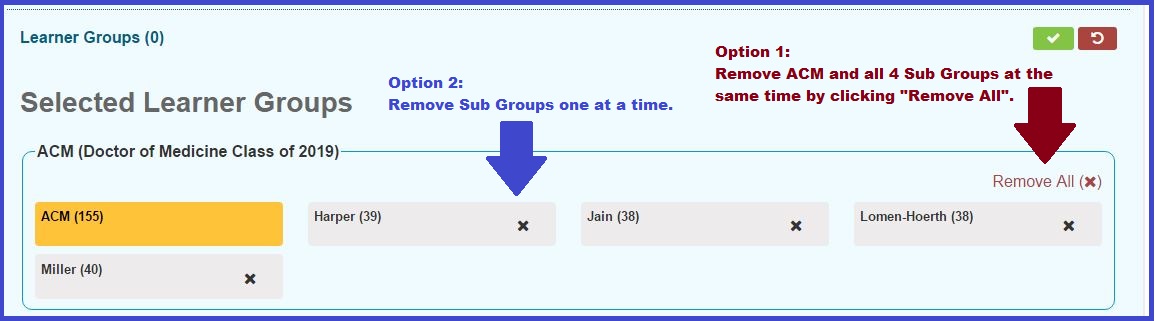 Learner Groups (0)
Option 1:
Remove ACM and all 4 Sub Groups at the
same time by clicking "Remove All".
Option 2:
Remove Sub Groups one at a time.
Selected Learner Groups
ACM (Doctor of Medicine Class of 2019)
Remove All (✖)
ACM (155)
Harper (39)
Jain (38)
Lomen-Hoerth (38)
Miller (40)